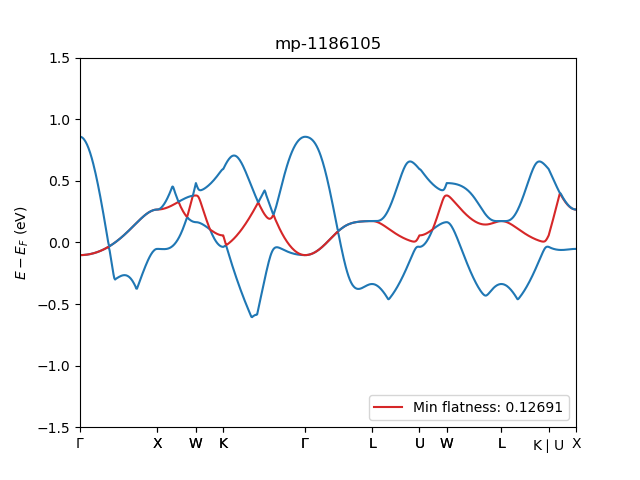 mp-1186105
E − E_F (eV)
1.5
1.0
0.5
0.0
−0.5
−1.0
−1.5
Min flatness: 0.12691
Γ X W K Γ L U W L K | U X